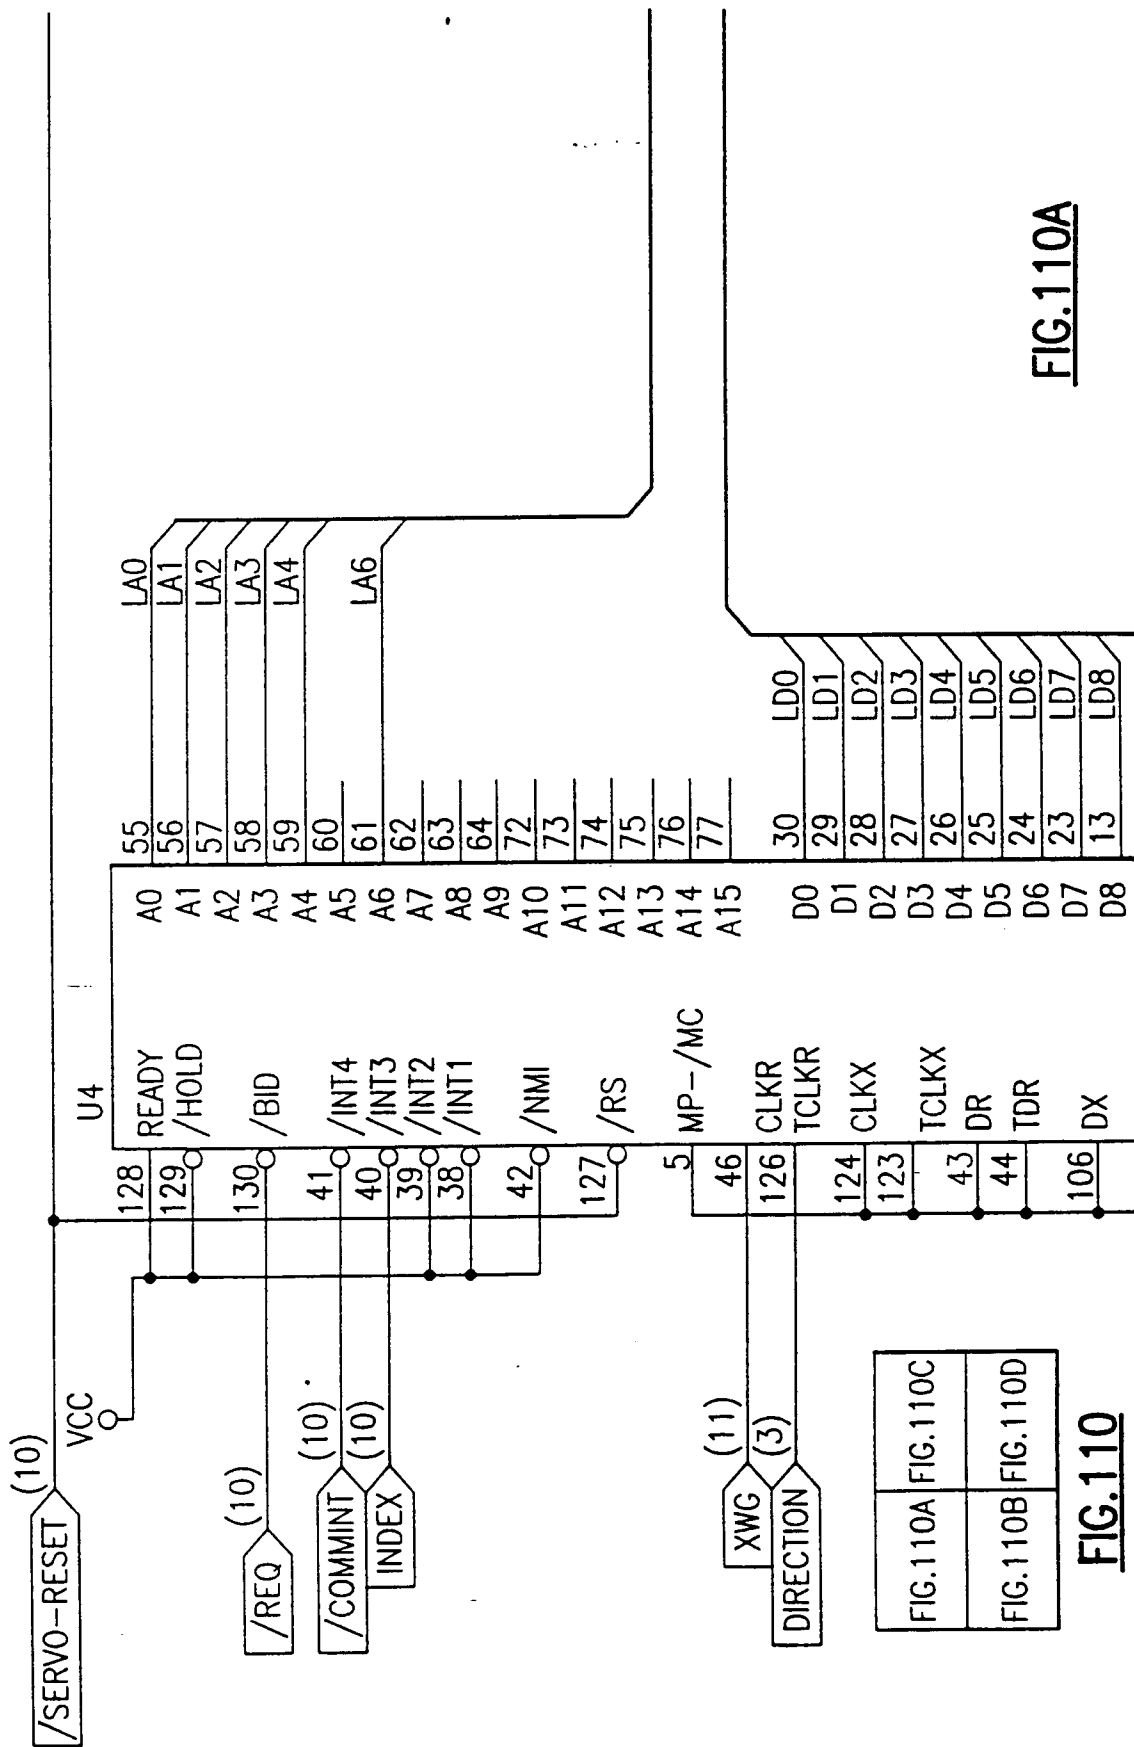 /SERVO-RESET (10)
VCC
/REQ (10)
/COMMINT (10)
INDEX (10)
XWG (11)
DIRECTION (3)
U4
128 READY
129 /HOLD
130 /BID
41 /INT4
40 /INT3
39 /INT2
38 /INT1
42 /NMI
127 /RS
5 MP-/MC
46 CLKR
126 TCLKR
124 CLKX
123 TCLKX
43 DR
44 TDR
106 DX
A0 55 LA0
A1 56 LA1
A2 57 LA2
A3 58 LA3
A4 59 LA4
A5 60
A6 61 LA6
A7 62
A8 63
A9 64
A10 72
A11 73
A12 74
A13 75
A14 76
A15 77
D0 30 LD0
D1 29 LD1
D2 28 LD2
D3 27 LD3
D4 26 LD4
D5 25 LD5
D6 24 LD6
D7 23 LD7
D8 13 LD8
FIG.110A FIG.110C
FIG.110B FIG.110D
FIG.110
FIG.110A